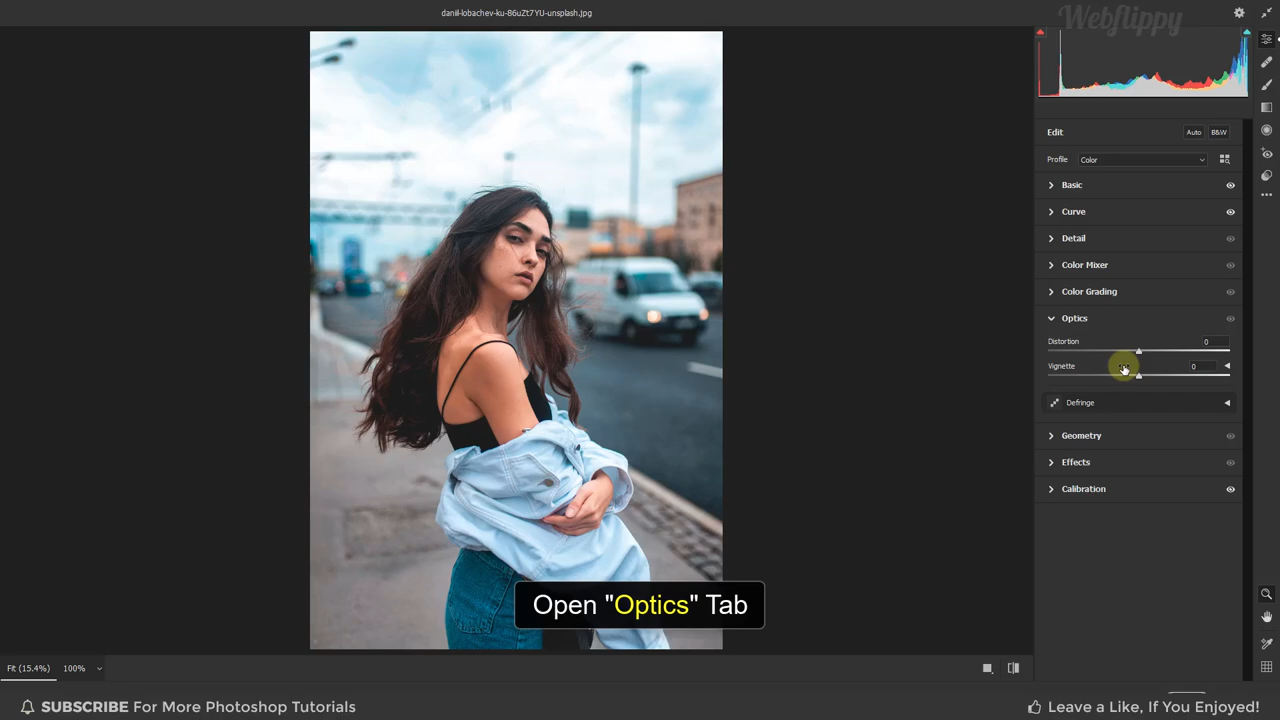 daniil-lobachev-ku-86uZt7YU-unsplash.jpg
Webflippy
Edit
Auto
B&W
Profile
Color
Basic
Curve
Detail
Color Mixer
Color Grading
Optics
Distortion
0
Vignette
0
Defringe
Geometry
Effects
Calibration
Open "Optics" Tab
Fit (15.4%)
100%
SUBSCRIBE For More Photoshop Tutorials
Leave a Like, If You Enjoyed!